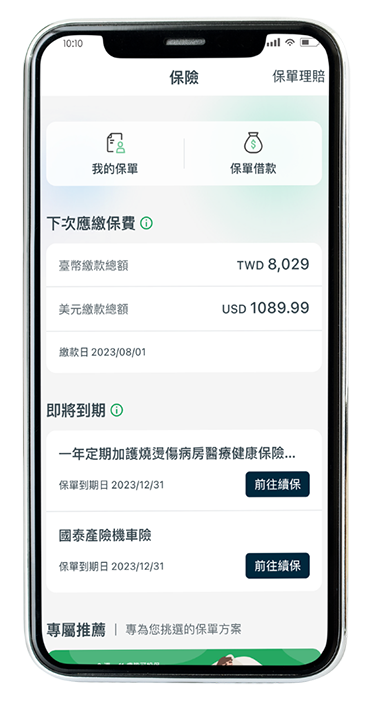 10:10
保險
保單理賠
我的保單
保單借款
下次應繳保費
臺幣繳款總額
TWD 8,029
美元繳款總額
USD 1089.99
繳款日 2023/08/01
即將到期
一年定期加護燒燙傷病房醫療健康保險...
保單到期日 2023/12/31
前往續保
國泰產險機車險
保單到期日 2023/12/31
前往續保
專屬推薦 | 專為您挑選的保單方案